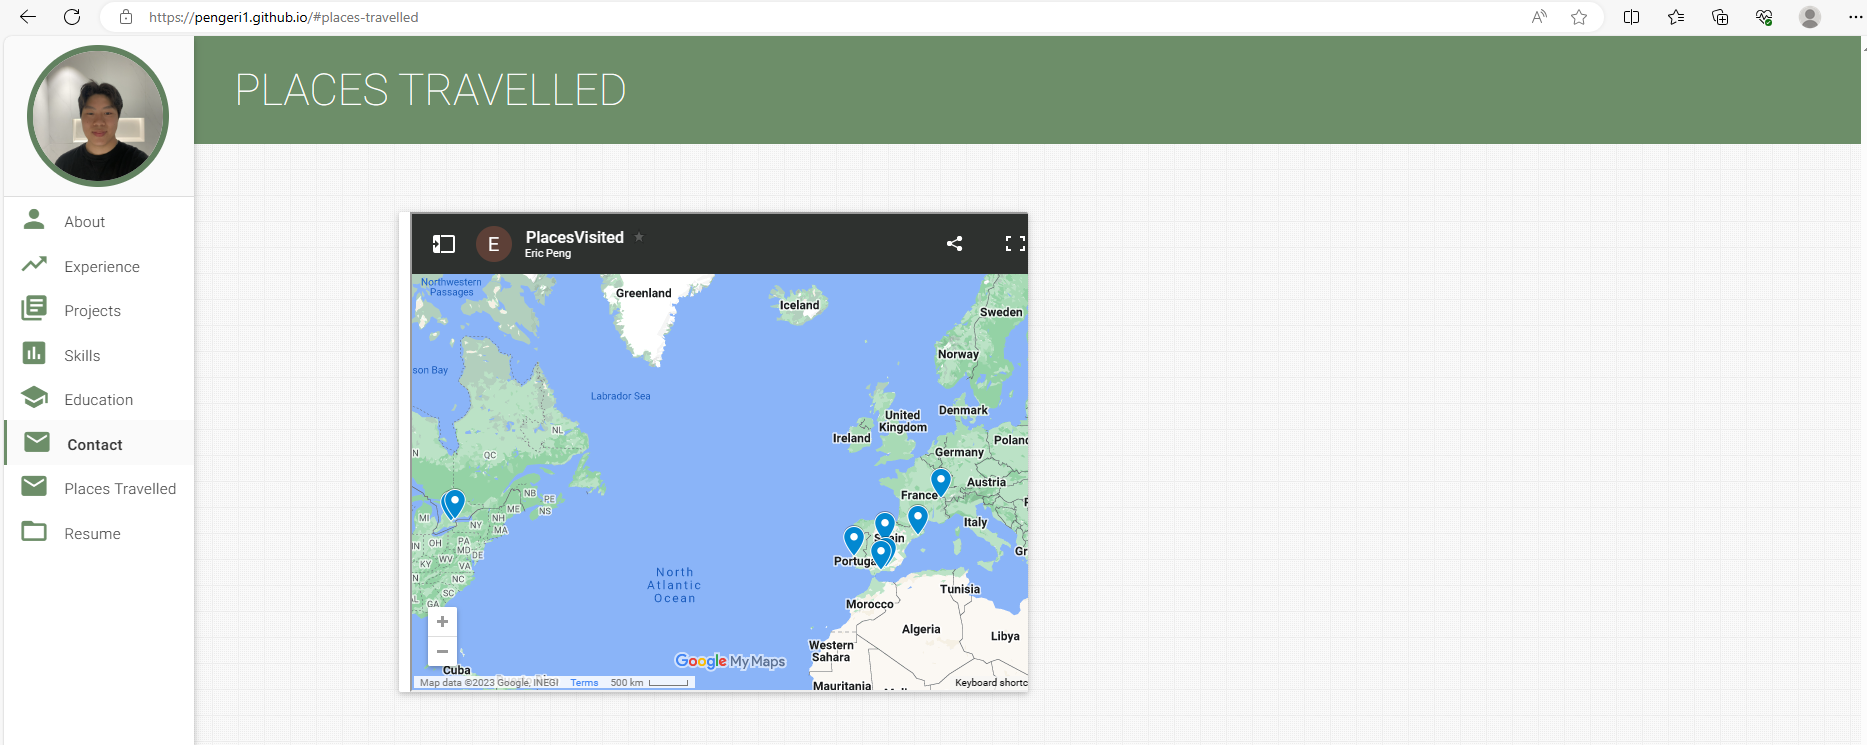 https://pengeri1.github.io/#places-travelled
PLACES TRAVELLED
About
Experience
Projects
Skills
Education
Contact
Places Travelled
Resume
E
PlacesVisited
Eric Peng
Northwestern
Passages
Greenland
Iceland
Sweden
Norway
son Bay
Labrador Sea
United
Kingdom
Denmark
Ireland
Poland
NL
QC
Germany
Austria
France
NB
PE
ME
NS
MI
NY
NH
MA
Italy
Spain
OH
PA
MD
DE
IN
KY
WV
VA
Portuga
Gr
NC
SC
GA
North
Atlantic
Ocean
Tunisia
Morocco
Algeria
Libya
Western
Sahara
Google My Maps
Cuba
Mauritania
Map data ©2023 Google, INEGI
Terms
500 km
Keyboard shortc